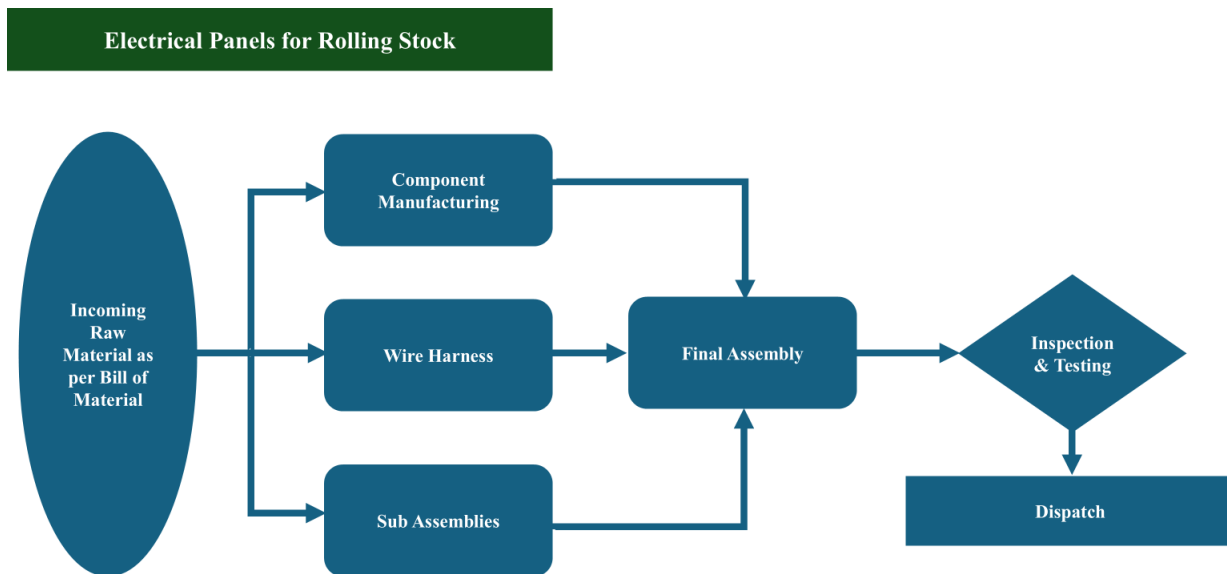 Electrical Panels for Rolling Stock
Incoming
Raw
Material as
per Bill of
Material
Component
Manufacturing
Wire Harness
Sub Assemblies
Final Assembly
Inspection
& Testing
Dispatch